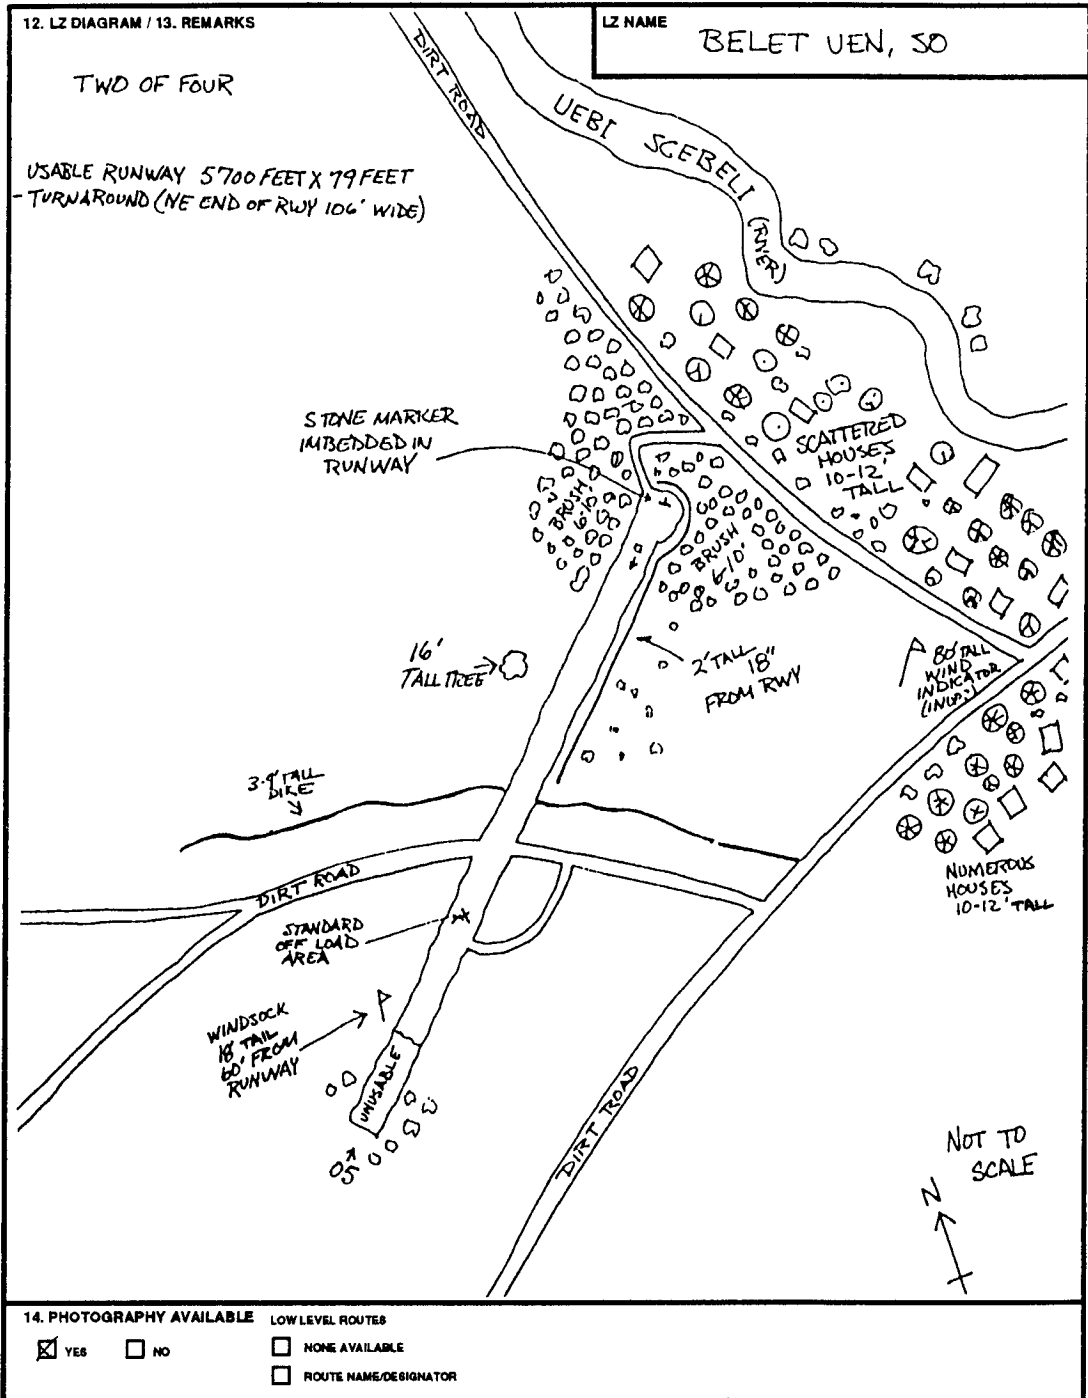 12. LZ DIAGRAM / 13. REMARKS
LZ NAME
BELET UEN, SO
TWO OF FOUR
USABLE RUNWAY 5700 FEET X 79 FEET
- TURNAROUND (NE END OF RWY 106' WIDE)
DIRT ROAD
UEBI SCEBELI (RIVER)
STONE MARKER
IMBEDDED IN
RUNWAY
SCATTERED
HOUSES
10-12'
TALL
BRUSH
6-10'
BRUSH
6-10'
16'
TALL TREE
2' TALL
18"
FROM RWY
80' TALL
WIND
INDICATOR
(INOP.)
3-4' TALL
DIKE
DIRT ROAD
NUMEROUS
HOUSES
10-12' TALL
STANDARD
OFF LOAD
AREA
WINDSOCK
18' TALL
60' FROM
RUNWAY
UNUSABLE
05
DIRT ROAD
NOT TO
SCALE
N
14. PHOTOGRAPHY AVAILABLE
YES
NO
LOW LEVEL ROUTES
NONE AVAILABLE
ROUTE NAME/DESIGNATOR